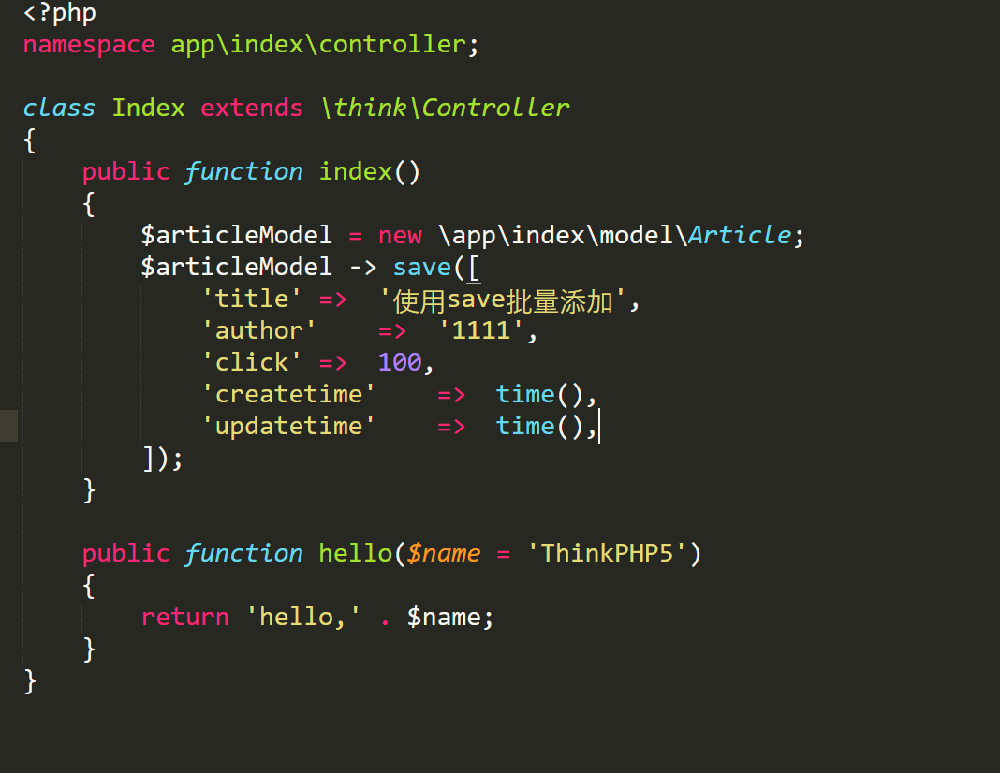 <?php
namespace app\index\controller;
class Index extends \think\Controller
{
    public function index()
    {
        $articleModel = new \app\index\model\Article;
        $articleModel -> save([
            'title' =>  '使用save批量添加',
            'author'    =>  '1111',
            'click' =>  100,
            'createtime'    =>  time(),
            'updatetime'    =>  time(),
        ]);
    }
    public function hello($name = 'ThinkPHP5')
    {
        return 'hello,' . $name;
    }
}